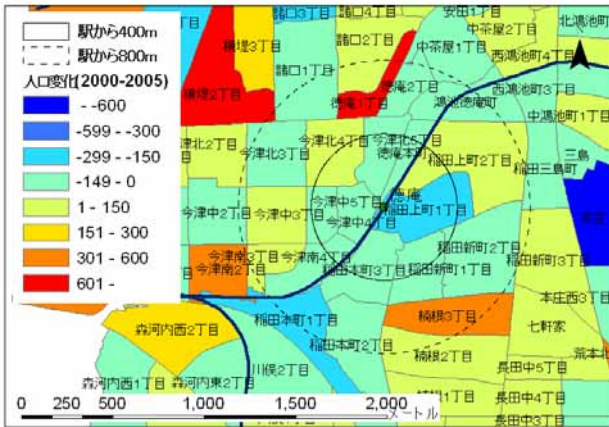 駅から400m
駅から800m
人口変化(2000-2005)
- -600
-599 - -300
-299 - -150
-149 - 0
1 - 150
151 - 300
301 - 600
601 -
諸口3丁目
諸口4丁目
安田1丁目
中茶屋2丁目
北鴻池町
横堤3丁目
諸口2丁目
中茶屋1丁目
西鴻池町4丁目
諸口1丁目
徳庵2丁目
西鴻池町3丁目
横堤2丁目
徳庵1丁目
鴻池徳庵町
中鴻池町1丁目
今津北2丁目
今津北3丁目
今津北4丁目
今津北5丁目
徳庵本町
稲田上町2丁目
三島
稲田三島町
今津中2丁目
今津中3丁目
今津中5丁目
徳庵
稲田上町1丁目
今津中4丁目
稲田新町2丁目
今津南3丁目
今津南4丁目
稲田新町3丁目
今津南2丁目
稲田本町3丁目
稲田新町1丁目
本庄西3丁目
稲田本町1丁目
楠根3丁目
七軒家
森河内西2丁目
稲田本町2丁目
楠根2丁目
荒本北
川俣2丁目
長田中5丁目
森河内西1丁目
森河内東2丁目
長田中4丁目
長田中3丁目
0 250 500 1,000 1,500 2,000
メートル